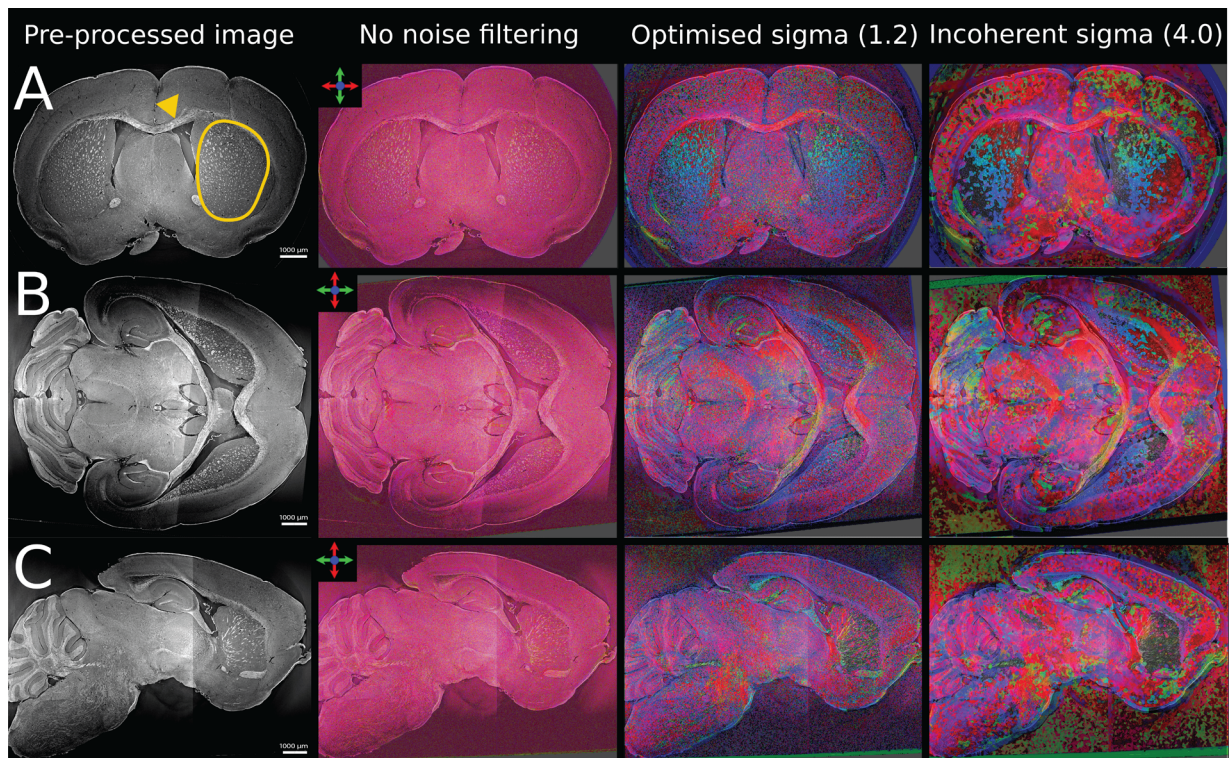 Pre-processed image No noise filtering Optimised sigma (1.2) Incoherent sigma (4.0)
A
1000 µm
B
1000 µm
C
1000 µm